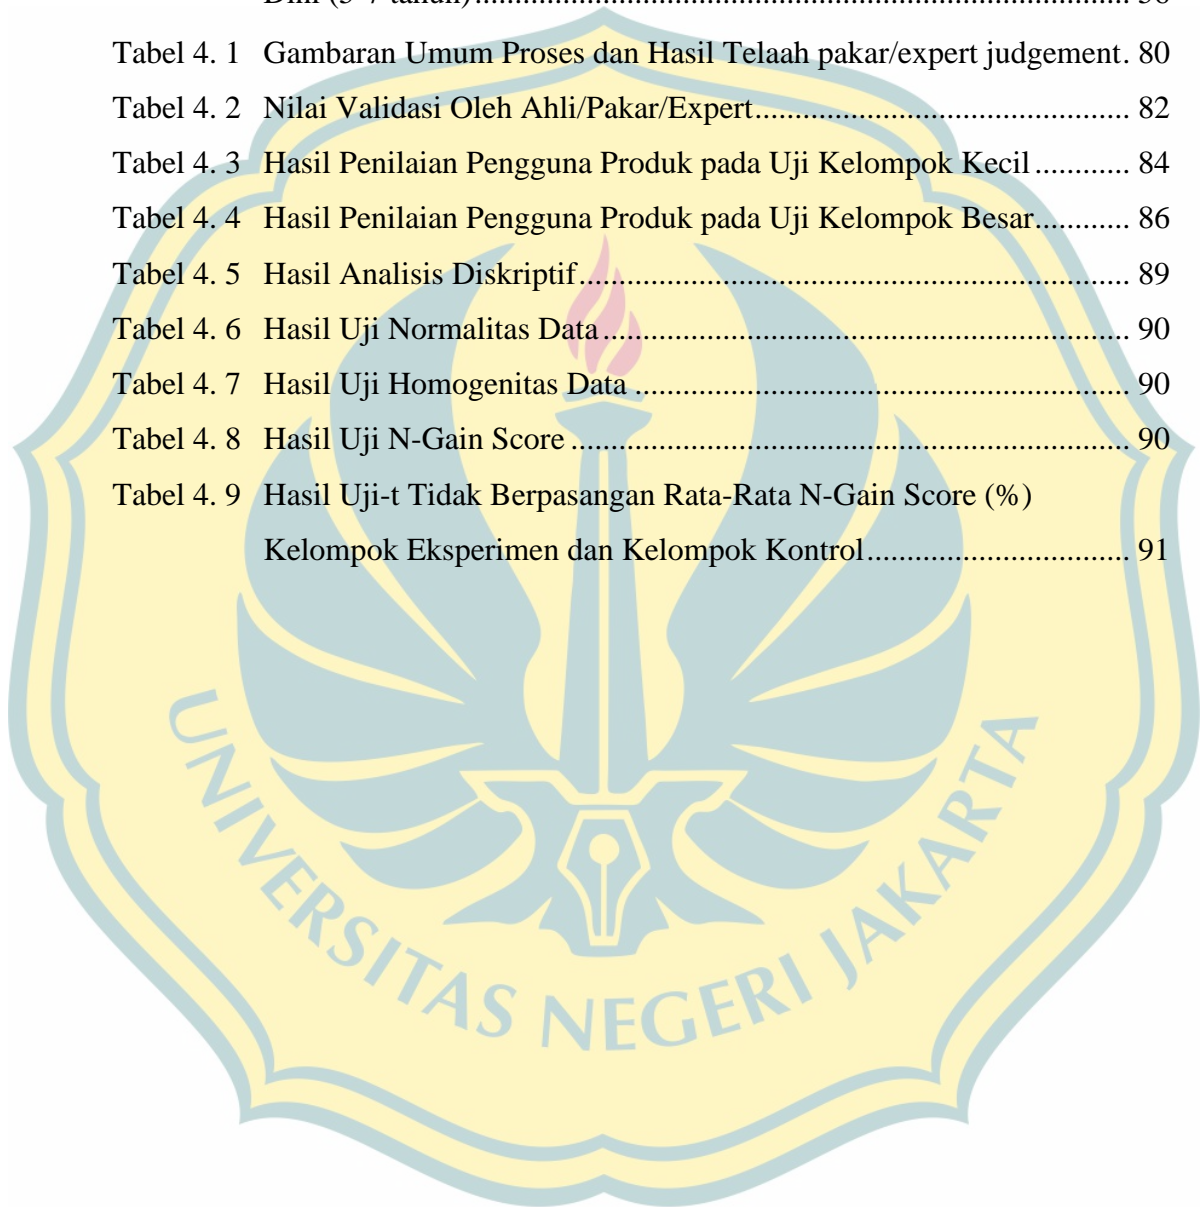 Tabel 4. 1 Gambaran Umum Proses dan Hasil Telaah pakar/expert judgement. 80
Tabel 4. 2 Nilai Validasi Oleh Ahli/Pakar/Expert..................................... 82
Tabel 4. 3 Hasil Penilaian Pengguna Produk pada Uji Kelompok Kecil............ 84
Tabel 4. 4 Hasil Penilaian Pengguna Produk pada Uji Kelompok Besar............ 86
Tabel 4. 5 Hasil Analisis Diskriptif....................................................... 89
Tabel 4. 6 Hasil Uji Normalitas Data..................................................... 90
Tabel 4. 7 Hasil Uji Homogenitas Data.................................................. 90
Tabel 4. 8 Hasil Uji N-Gain Score........................................................ 90
Tabel 4. 9 Hasil Uji-t Tidak Berpasangan Rata-Rata N-Gain Score (%)
Kelompok Eksperimen dan Kelompok Kontrol............................. 91
UNIVERSITAS NEGERI JAKARTA